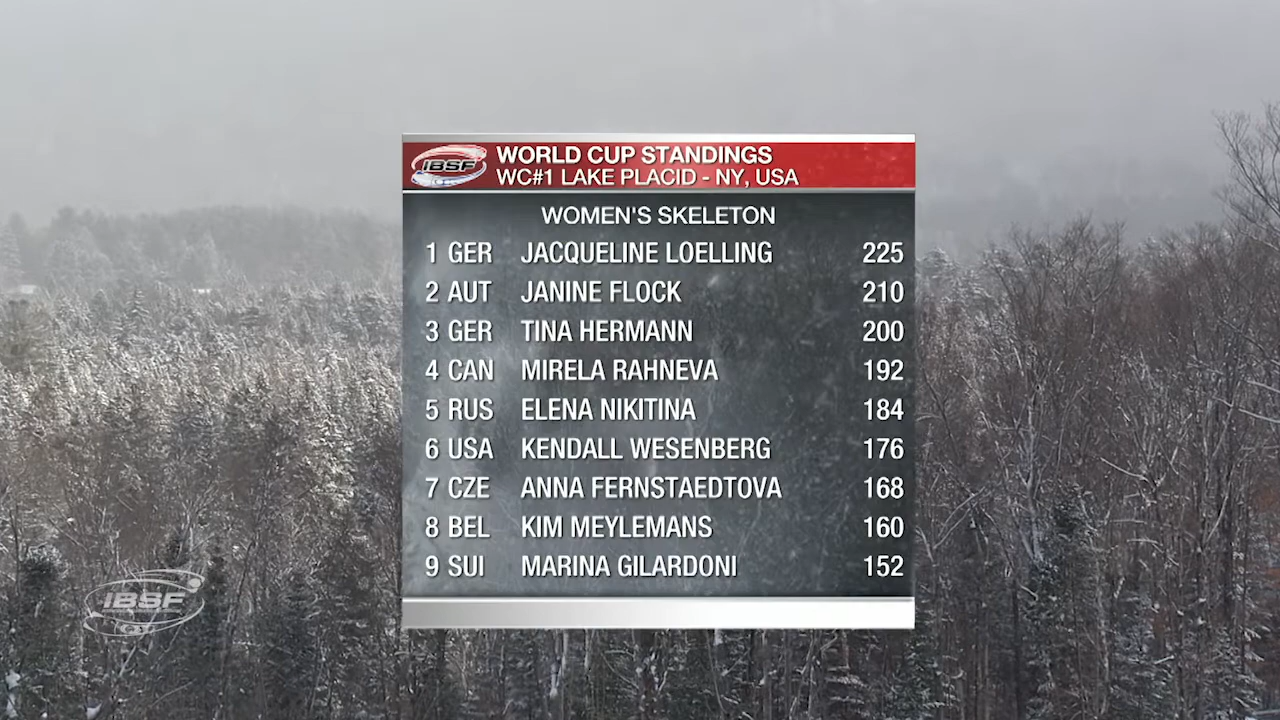 IBSF
WORLD CUP STANDINGS
WC#1 LAKE PLACID - NY, USA
WOMEN'S SKELETON
1 GER JACQUELINE LOELLING 225
2 AUT JANINE FLOCK 210
3 GER TINA HERMANN 200
4 CAN MIRELA RAHNEVA 192
5 RUS ELENA NIKITINA 184
6 USA KENDALL WESENBERG 176
7 CZE ANNA FERNSTAEDTOVA 168
8 BEL KIM MEYLEMANS 160
9 SUI MARINA GILARDONI 152
IBSF